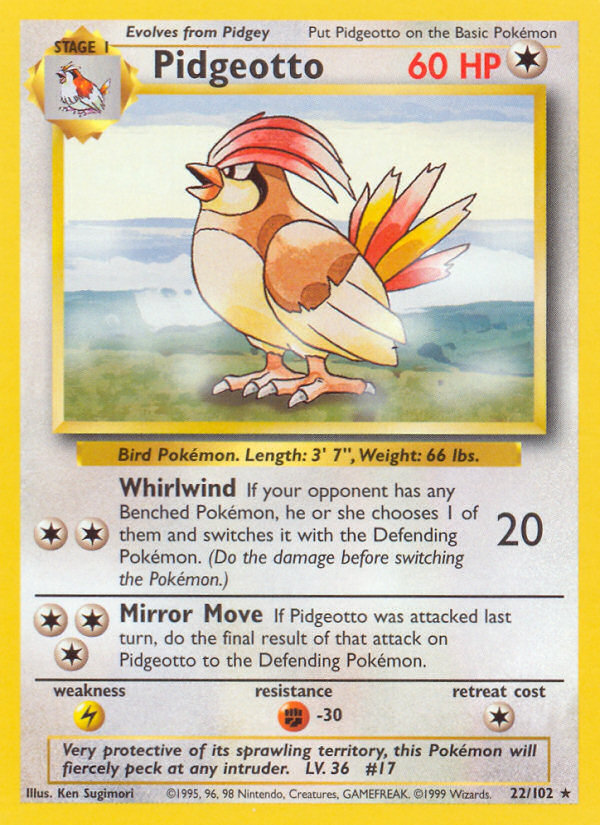 Evolves from Pidgey Put Pidgeotto on the Basic Pokémon
STAGE 1
Pidgeotto 60 HP
Bird Pokémon. Length: 3' 7", Weight: 66 lbs.
Whirlwind If your opponent has any
Benched Pokémon, he or she chooses 1 of
them and switches it with the Defending
Pokémon. (Do the damage before switching
the Pokémon.)
20
Mirror Move If Pidgeotto was attacked last
turn, do the final result of that attack on
Pidgeotto to the Defending Pokémon.
weakness resistance retreat cost
-30
Very protective of its sprawling territory, this Pokémon will
fiercely peck at any intruder. LV. 36 #17
Illus. Ken Sugimori ©1995, 96, 98 Nintendo, Creatures, GAMEFREAK. ©1999 Wizards. 22/102 ★